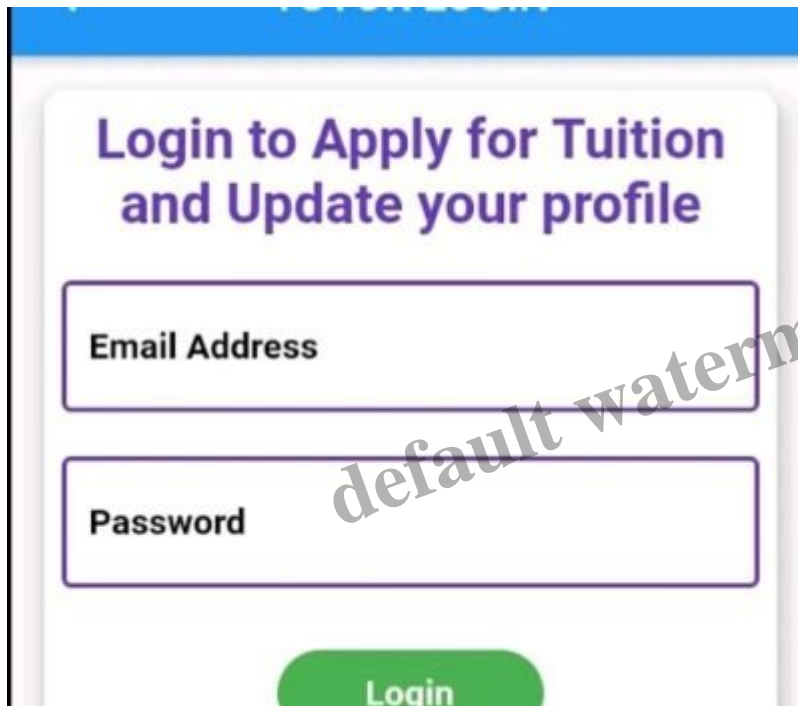 Login to Apply for Tuition
and Update your profile
Email Address
default waterm
Password
Login